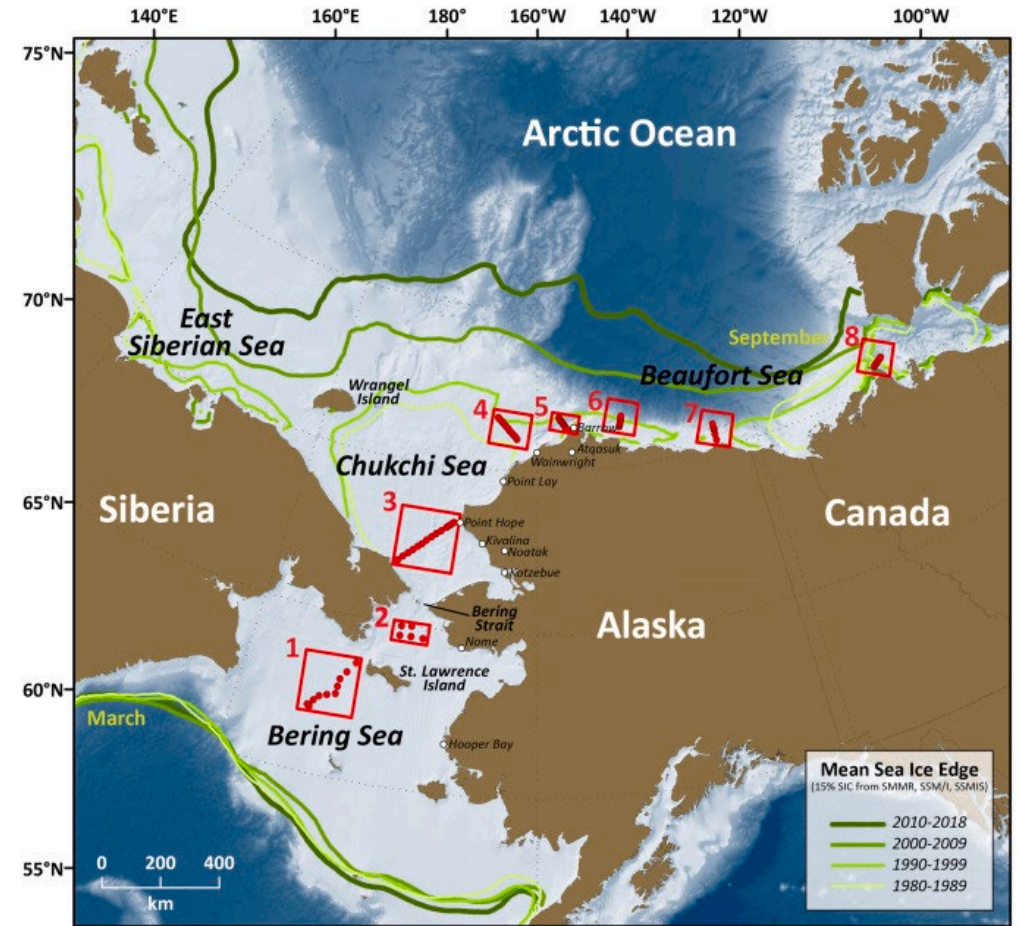 140°E 160°E 180° 160°W 140°W 120°W 100°W
75°N
Arctic Ocean
70°N
East
Siberian Sea
September
8
Beaufort Sea
Wrangel
Island
4
5
6
7
Barrow
Atqasuk
Wainwright
Chukchi Sea
Point Lay
65°N
Siberia
3
Canada
Point Hope
Kivalina
Noatak
Kotzebue
Bering
Strait
2
Alaska
Nome
1
St. Lawrence
Island
60°N
March
Bering Sea
Hooper Bay
Mean Sea Ice Edge
(15% SIC from SMMR, SSM/I, SSMIS)
2010-2018
2000-2009
1990-1999
1980-1989
55°N
0 200 400
km